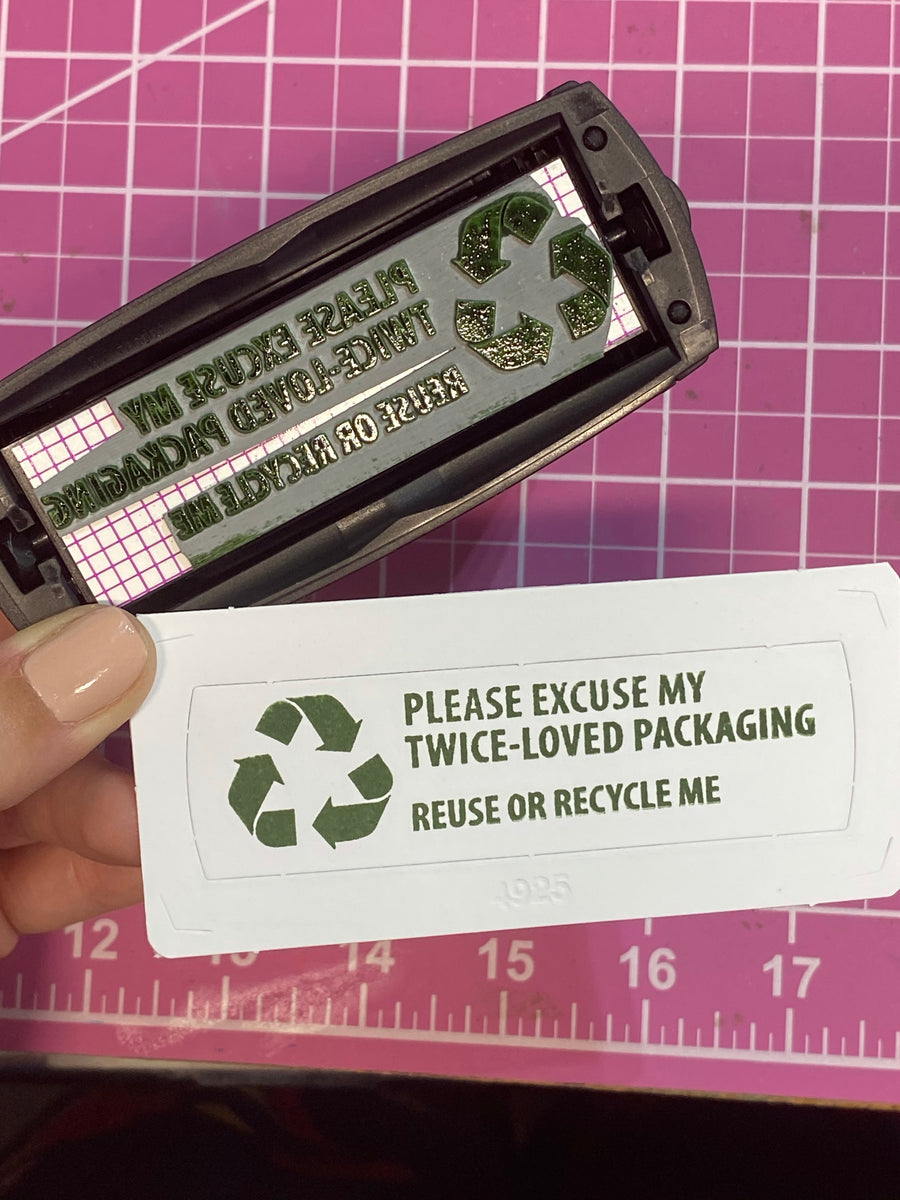 PLEASE EXCUSE MY
TWICE-LOVED PACKAGING
REUSE OR RECYCLE ME
PLEASE EXCUSE MY
TWICE-LOVED PACKAGING
REUSE OR RECYCLE ME
4925
12 13 14 15 16 17